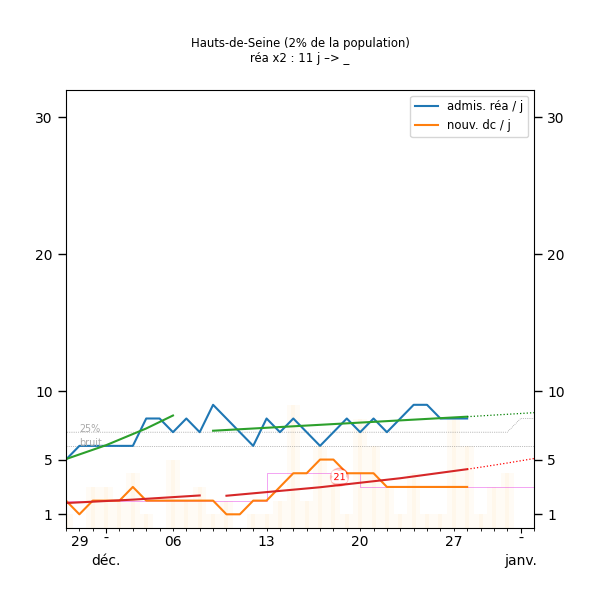 Hauts-de-Seine (2% de la population)
réa x2 : 11 j –> _
admis. réa / j
nouv. dc / j
30 30
20 20
10 10
25%
bruit
5 5
21
1 1
29 - 06 13 20 27 -
déc. janv.